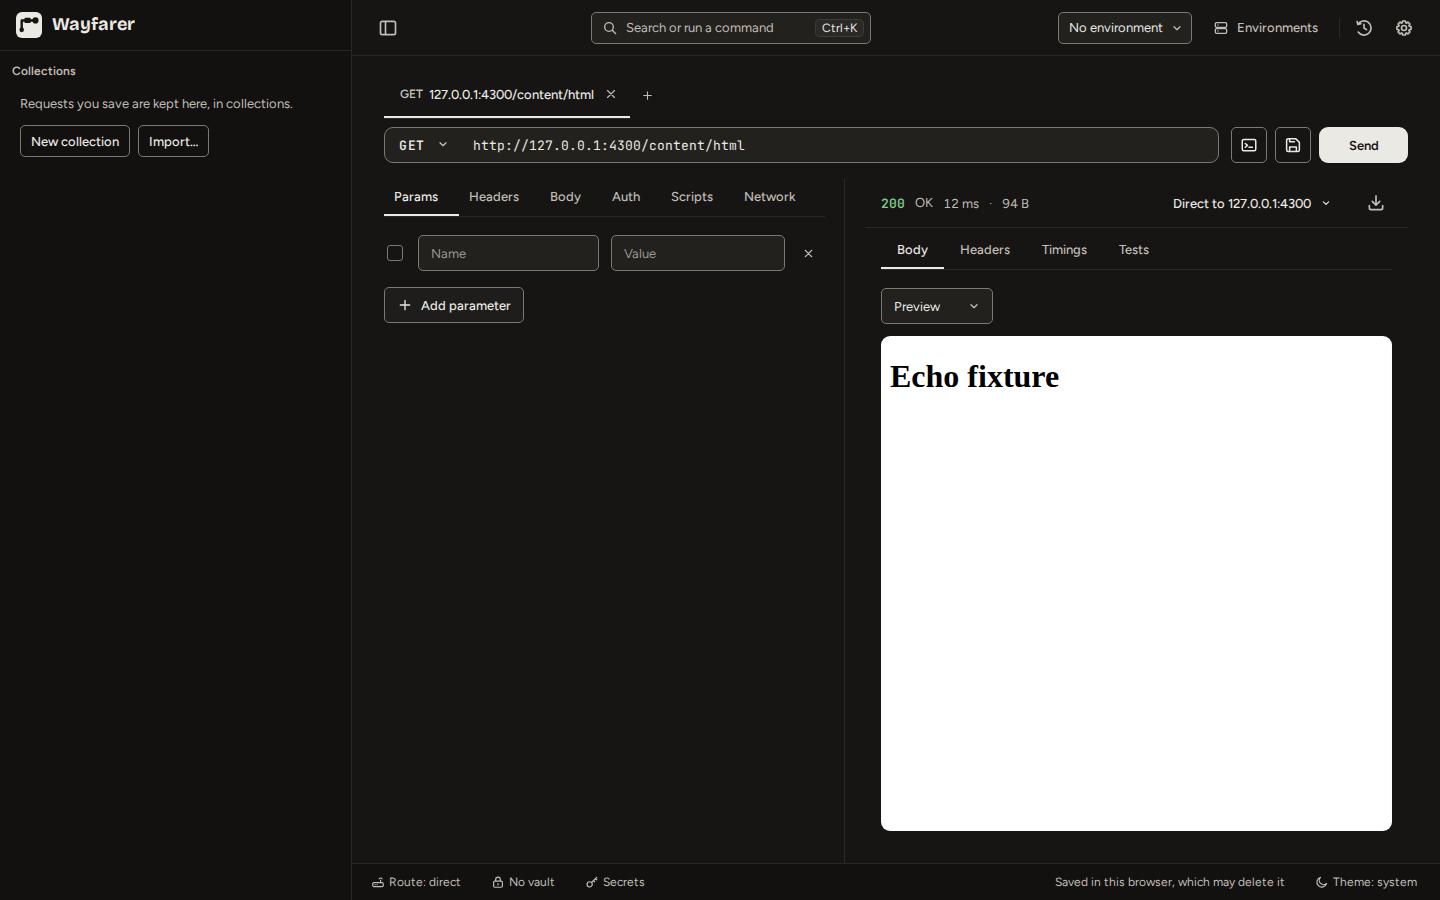 Wayfarer
Search or run a command Ctrl+K
No environment
Environments
Collections
Requests you save are kept here, in collections.
New collection
Import...
GET 127.0.0.1:4300/content/html
GET http://127.0.0.1:4300/content/html
Send
Params Headers Body Auth Scripts Network
Name Value
Add parameter
200 OK 12 ms · 94 B
Direct to 127.0.0.1:4300
Body Headers Timings Tests
Preview
Echo fixture
Route: direct No vault Secrets
Saved in this browser, which may delete it
Theme: system